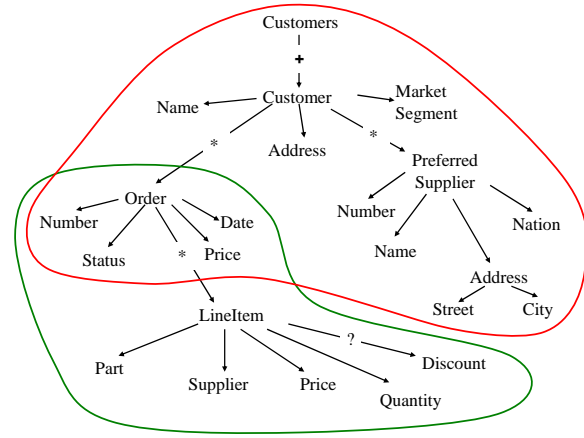 Customers
+
Name
Customer
Market
Segment
*
Address
*
Preferred
Supplier
Order
Number
Date
Number
Nation
Status
*
Price
Name
Address
Street
City
LineItem
?
Part
Supplier
Price
Discount
Quantity